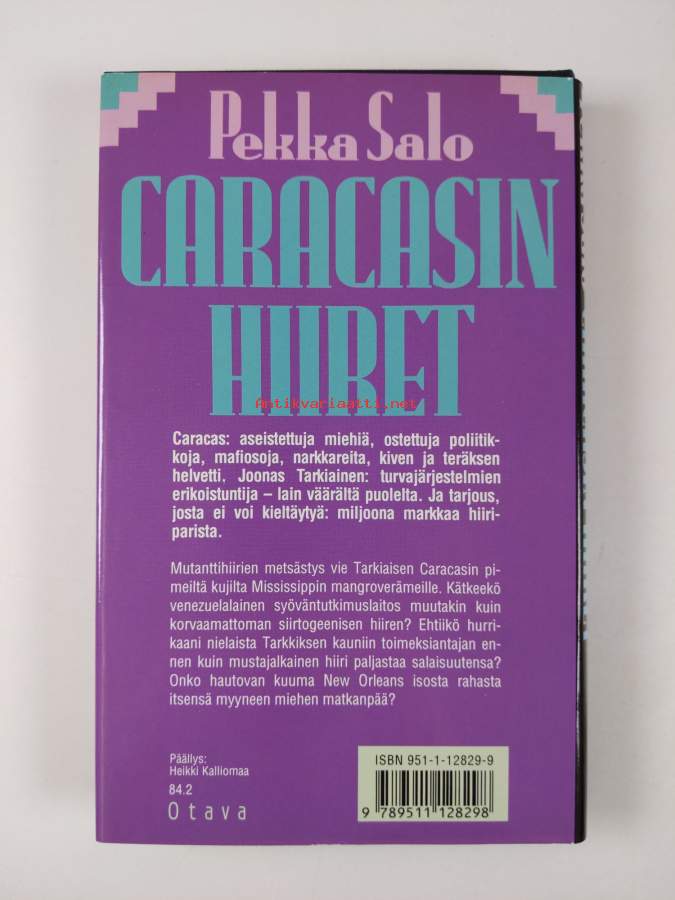 Pekka Salo
CARACASIN
HIIRET
Antikvariaatti.net
Caracas: aseistettuja miehiä, ostettuja poliitik-
koja, mafiosoja, narkkareita, kiven ja teräksen
helvetti. Joonas Tarkiainen: turvajärjestelmien
erikoistuntija – lain väärältä puolelta. Ja tarjous,
josta ei voi kieltäytyä: miljoona markkaa hiiri-
parista.
Mutanttihiirien metsästys vie Tarkiaisen Caracasin pi-
meiltä kujilta Mississippin mangroverämeille. Kätkeekö
venezuelalainen syöväntutkimuslaitos muutakin kuin
korvaamattoman siirtogeenisen hiiren? Ehtiikö hurri-
kaani nielaista Tarkkiksen kauniin toimeksiantajan en-
nen kuin mustajalkainen hiiri paljastaa salaisuutensa?
Onko hautovan kuuma New Orleans isosta rahasta
itsensä myyneen miehen matkanpää?
Päällys:
Heikki Kalliomaa
84.2
Otava
ISBN 951-1-12829-9
9 789511 128298